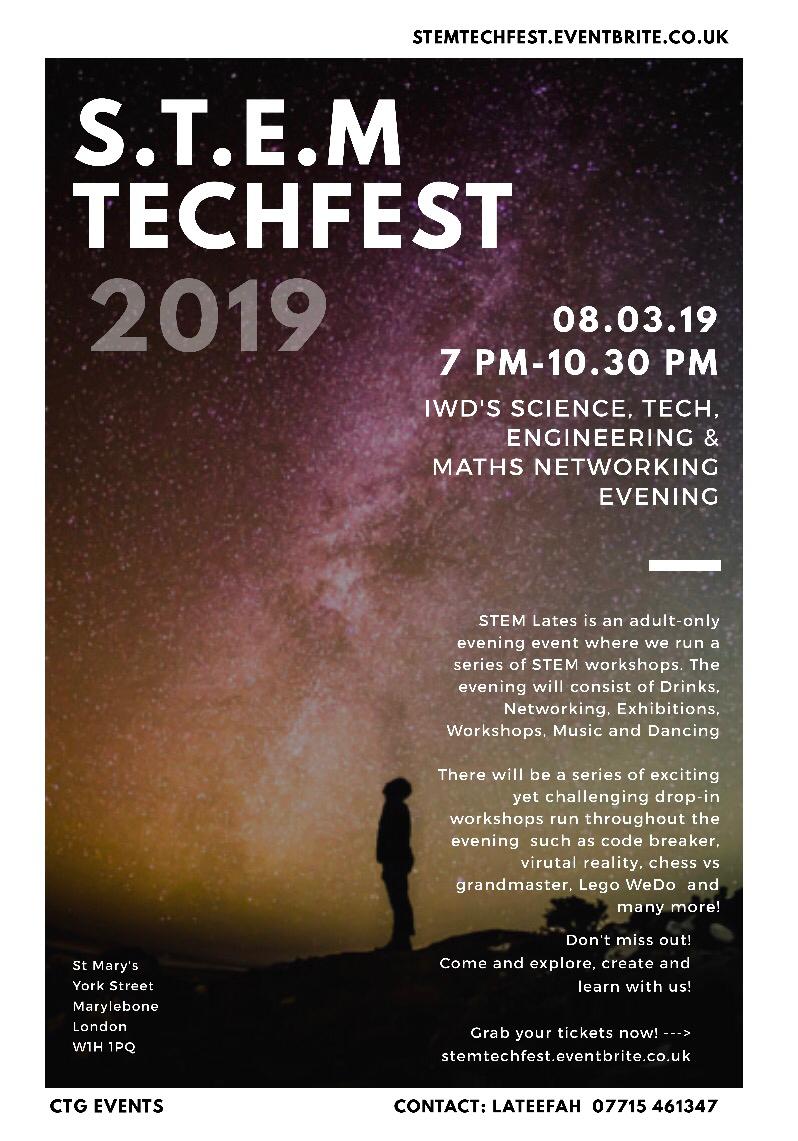 STEMTECHFEST.EVENTBRITE.CO.UK
S.T.E.M
TECHFEST
2019
08.03.19
7 PM-10.30 PM
IWD'S SCIENCE, TECH,
ENGINEERING &
MATHS NETWORKING
EVENING
STEM Lates is an adult-only
evening event where we run a
series of STEM workshops. The
evening will consist of Drinks,
Networking, Exhibitions,
Workshops, Music and Dancing
There will be a series of exciting
yet challenging drop-in
workshops run throughout the
evening such as code breaker,
virutal reality, chess vs
grandmaster, Lego WeDo and
many more!
Don't miss out!
Come and explore, create and
learn with us!
Grab your tickets now! --->
stemtechfest.eventbrite.co.uk
St Mary's
York Street
Marylebone
London
W1H 1PQ
CTG EVENTS
CONTACT: LATEEFAH 07715 461347